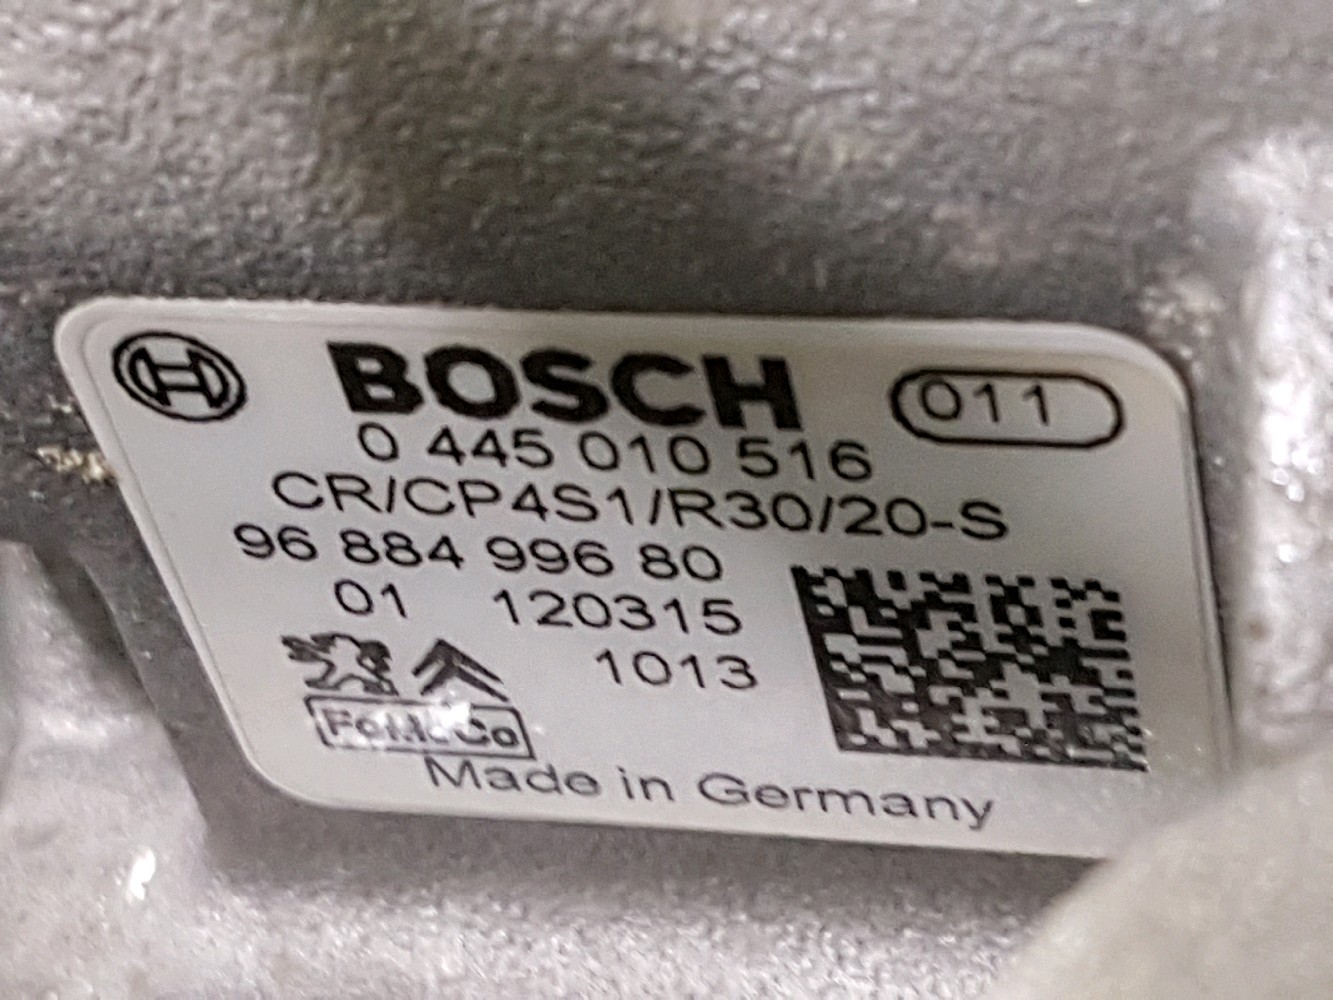 BOSCH 011
0 445 010 516
CR/CP4S1/R30/20-S
96 884 996 80
01 120315
1013
FoMoCo
Made in Germany